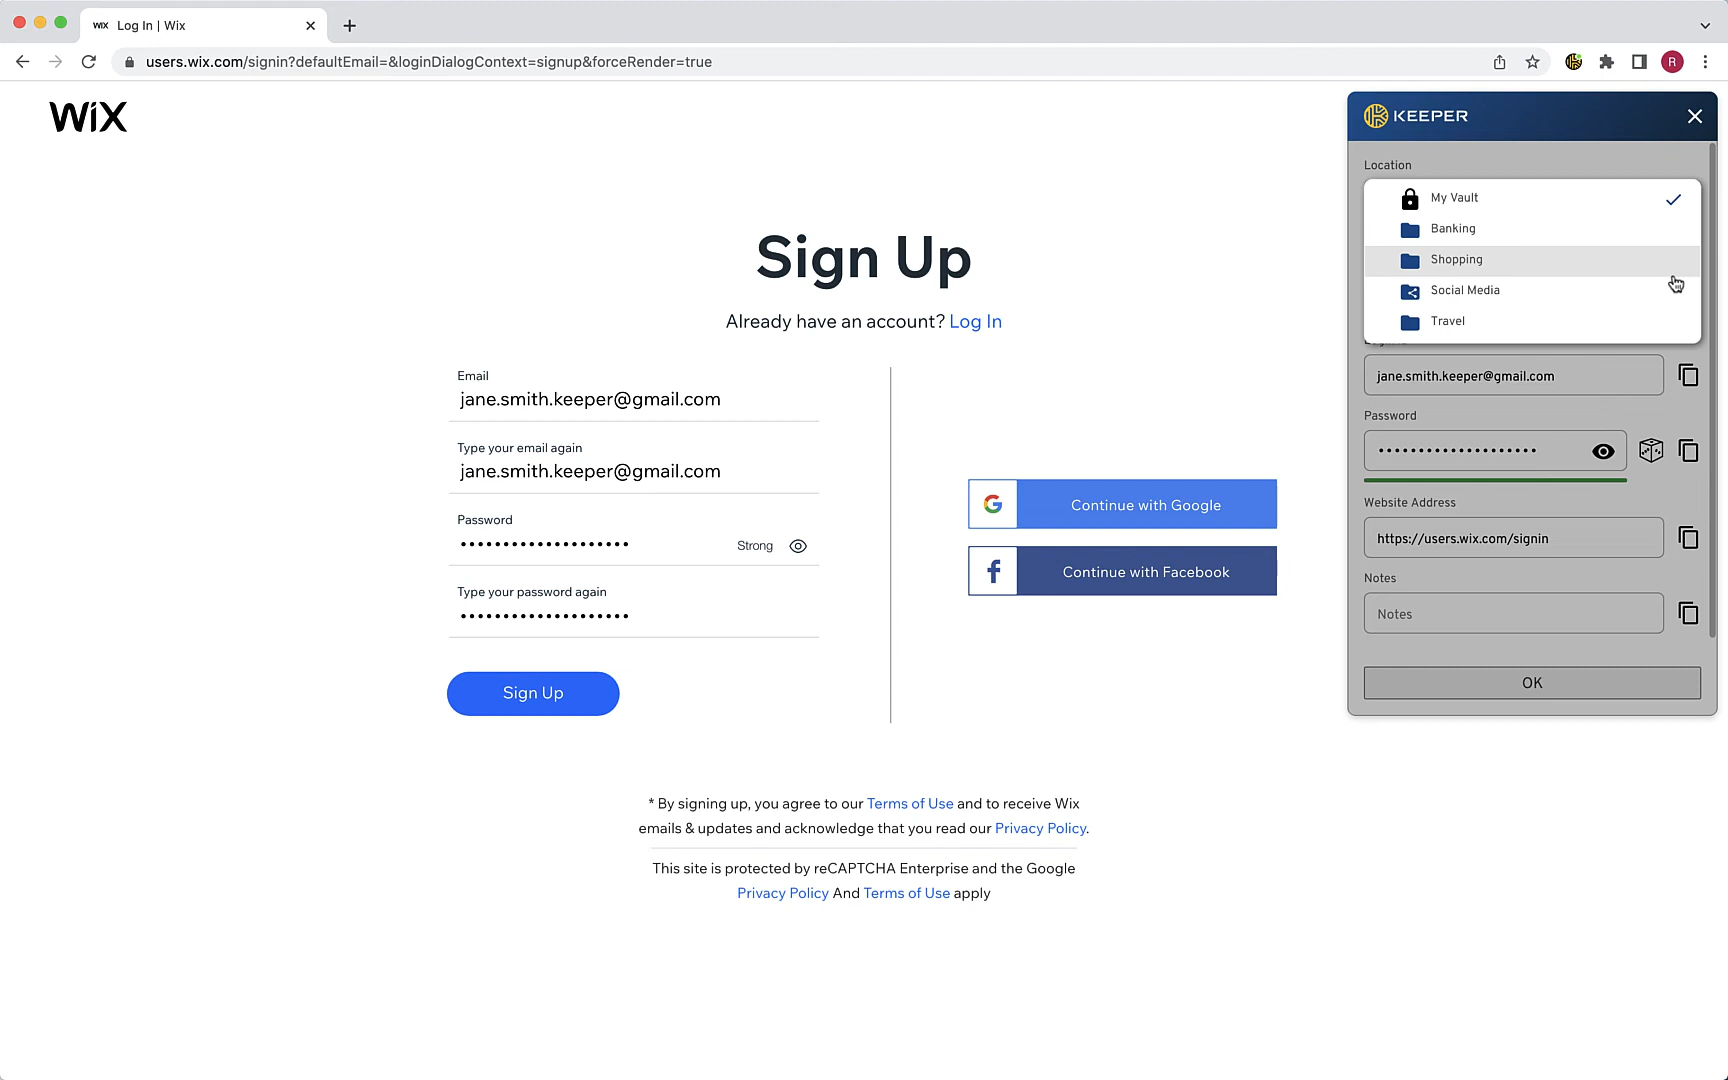 WiX Log In | Wix
users.wix.com/signin?defaultEmail=&loginDialogContext=signup&forceRender=true
R
WiX
Sign Up
Already have an account? Log In
Email
jane.smith.keeper@gmail.com
Type your email again
jane.smith.keeper@gmail.com
Password
Strong
Type your password again
Sign Up
G Continue with Google
f Continue with Facebook
* By signing up, you agree to our Terms of Use and to receive Wix
emails & updates and acknowledge that you read our Privacy Policy.
This site is protected by reCAPTCHA Enterprise and the Google
Privacy Policy And Terms of Use apply
KEEPER
Location
My Vault
Banking
Shopping
Social Media
Travel
jane.smith.keeper@gmail.com
Password
Website Address
https://users.wix.com/signin
Notes
Notes
OK